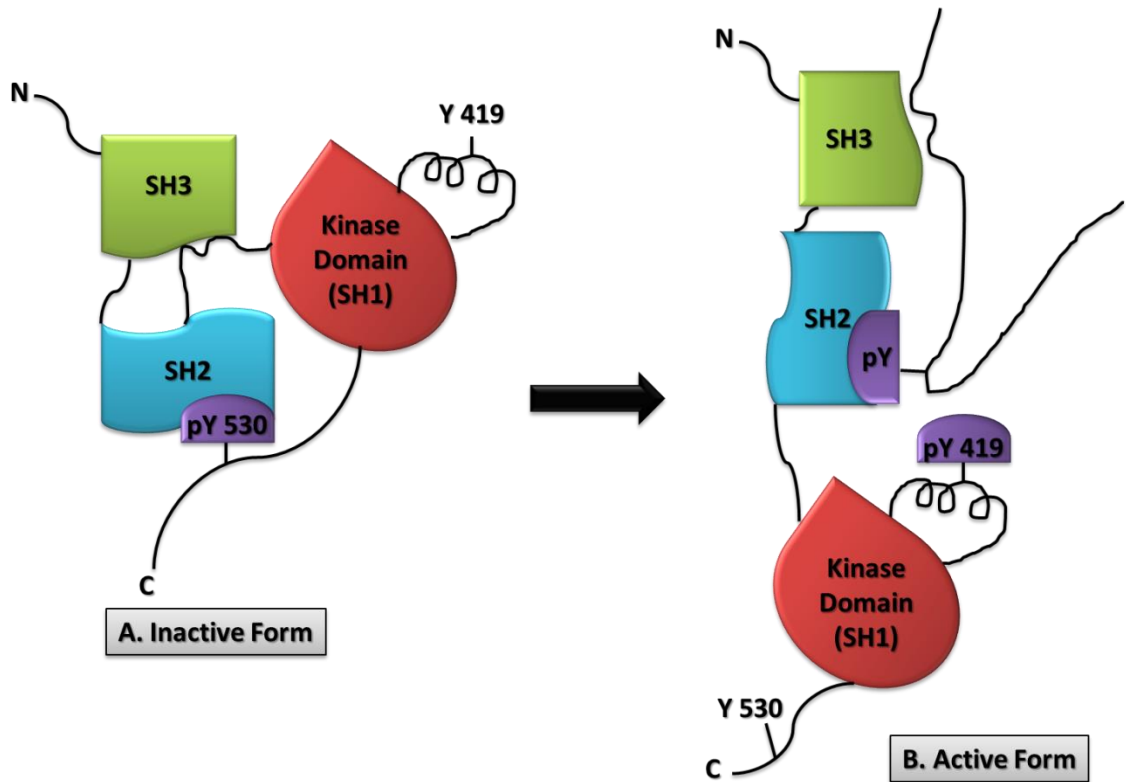 N
Y 419
SH3
Kinase
Domain
(SH1)
SH2
pY 530
C
A. Inactive Form
N
SH3
SH2
pY
pY 419
Kinase
Domain
(SH1)
Y 530
C
B. Active Form